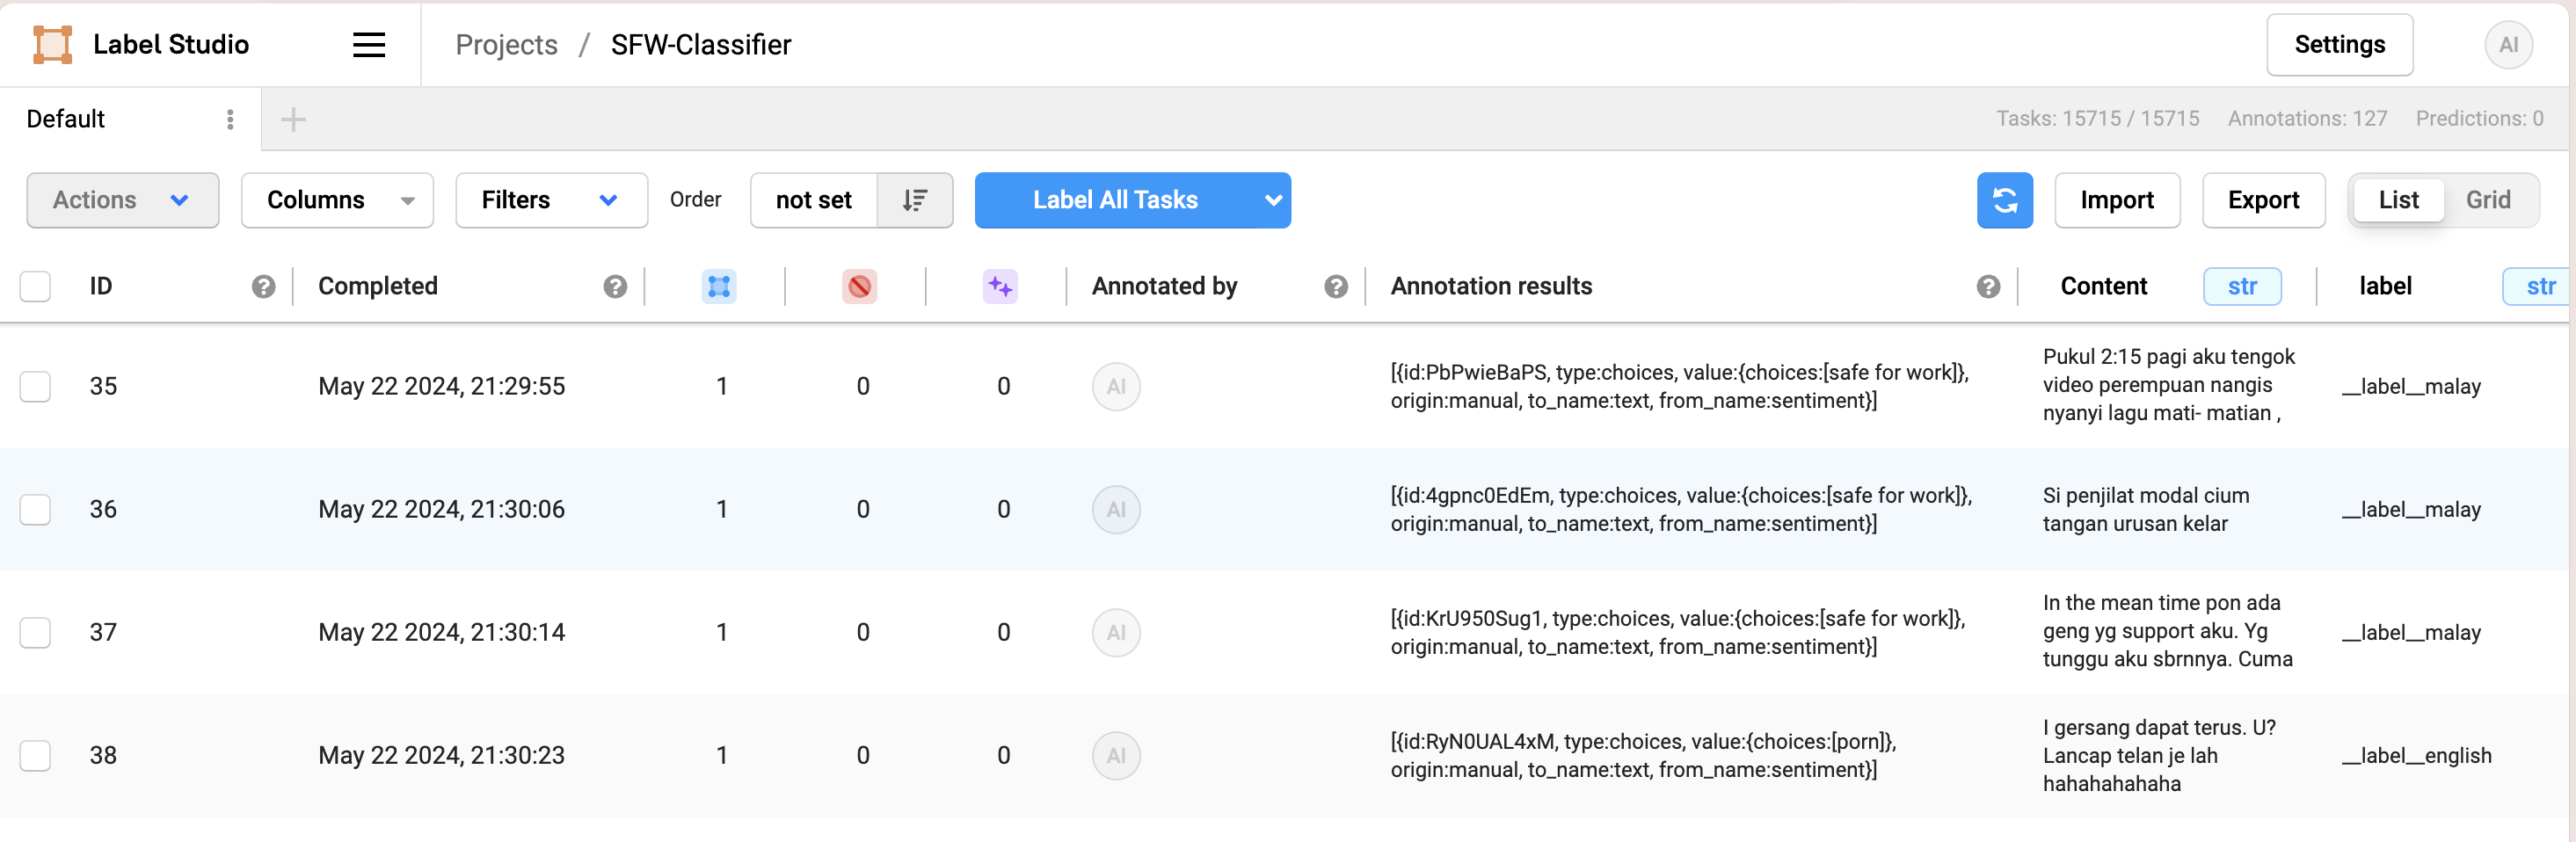 Label Studio
Projects / SFW-Classifier
Settings
AI
Default
Tasks: 15715 / 15715 Annotations: 127 Predictions: 0
Actions
Columns
Filters
Order
not set
Label All Tasks
Import
Export
List
Grid
ID
Completed
Annotated by
Annotation results
Content str
label str
35
May 22 2024, 21:29:55
1
0
0
AI
[{id:PbPwieBaPS, type:choices, value:{choices:[safe for work]},
origin:manual, to_name:text, from_name:sentiment}]
Pukul 2:15 pagi aku tengok
video perempuan nangis
nyanyi lagu mati- matian ,
__label__malay
36
May 22 2024, 21:30:06
1
0
0
AI
[{id:4gpnc0EdEm, type:choices, value:{choices:[safe for work]},
origin:manual, to_name:text, from_name:sentiment}]
Si penjilat modal cium
tangan urusan kelar
__label__malay
37
May 22 2024, 21:30:14
1
0
0
AI
[{id:KrU950Sug1, type:choices, value:{choices:[safe for work]},
origin:manual, to_name:text, from_name:sentiment}]
In the mean time pon ada
geng yg support aku. Yg
tunggu aku sbrnnya. Cuma
__label__malay
38
May 22 2024, 21:30:23
1
0
0
AI
[{id:RyN0UAL4xM, type:choices, value:{choices:[porn]},
origin:manual, to_name:text, from_name:sentiment}]
I gersang dapat terus. U?
Lancap telan je lah
hahahahahaha
__label__english